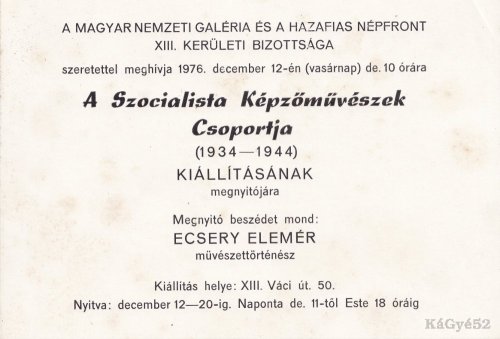 A MAGYAR NEMZETI GALÉRIA ÉS A HAZAFIAS NÉPFRONT
XIII. KERÜLETI BIZOTTSÁGA
szeretettel meghívja 1976. december 12-én (vasárnap) de. 10 órára
A Szocialista Képzőművészek
Csoportja
(1934—1944)
KIÁLLÍTÁSÁNAK
megnyitójára
Megnyitó beszédet mond:
ECSERY ELEMÉR
művészettörténész
Kiállítás helye: XIII. Váci út. 50.
Nyitva: december 12—20-ig. Naponta de. 11-től Este 18 óráig
KáGyé52